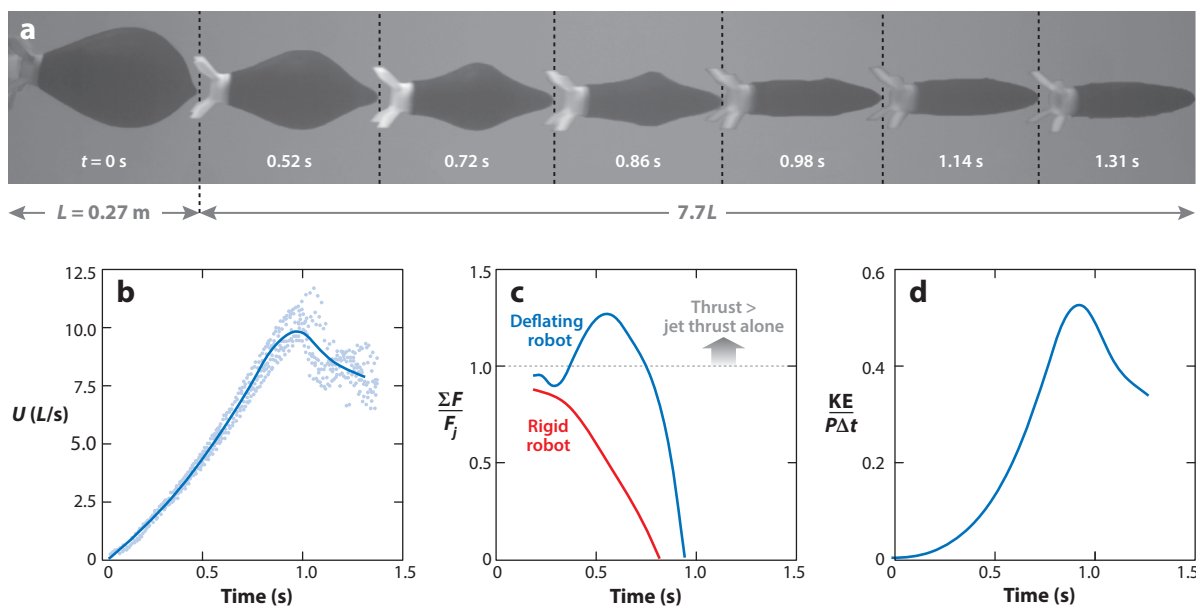 a
t = 0 s
0.52 s
0.72 s
0.86 s
0.98 s
1.14 s
1.31 s
L = 0.27 m
7.7L
b
U (L/s)
12.5
10.0
7.5
5.0
2.5
0
0
0.5
1.0
1.5
Time (s)
c
ΣF
F_j
1.5
1.0
0.5
0
Deflating
robot
Rigid
robot
Thrust >
jet thrust alone
0
0.5
1.0
1.5
Time (s)
d
KE
PΔt
0.6
0.4
0.2
0
0
0.5
1.0
1.5
Time (s)